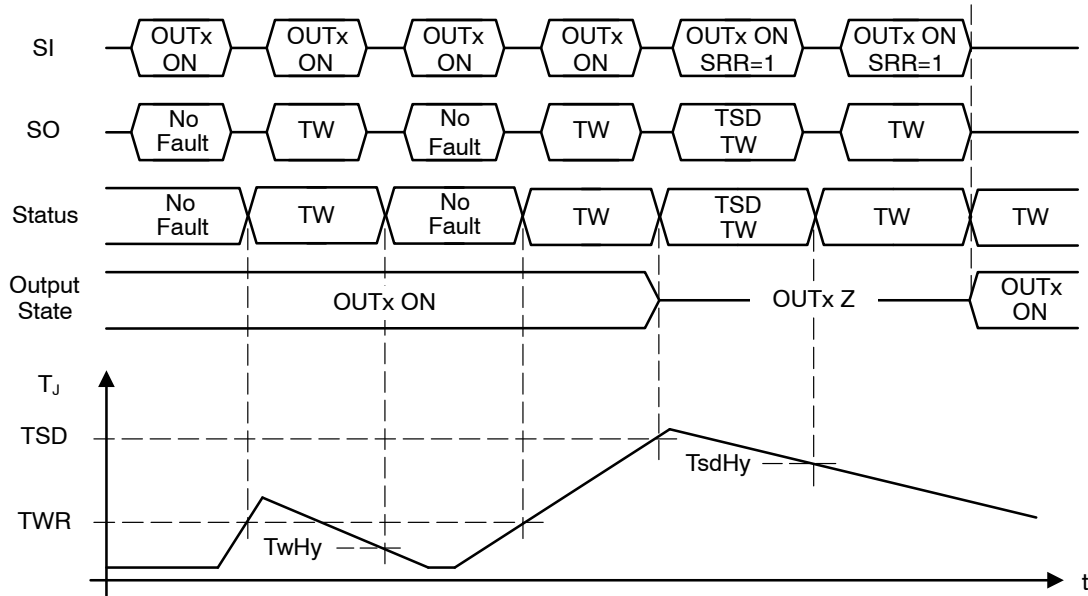 SI
OUTx ON
OUTx ON
OUTx ON
OUTx ON
OUTx ON SRR=1
OUTx ON SRR=1
SO
No Fault
TW
No Fault
TW
TSD TW
TW
Status
No Fault
TW
No Fault
TW
TSD TW
TW
TW
Output State
OUTx ON
OUTx Z
OUTx ON
TJ
TSD
TsdHy
TWR
TwHy
t